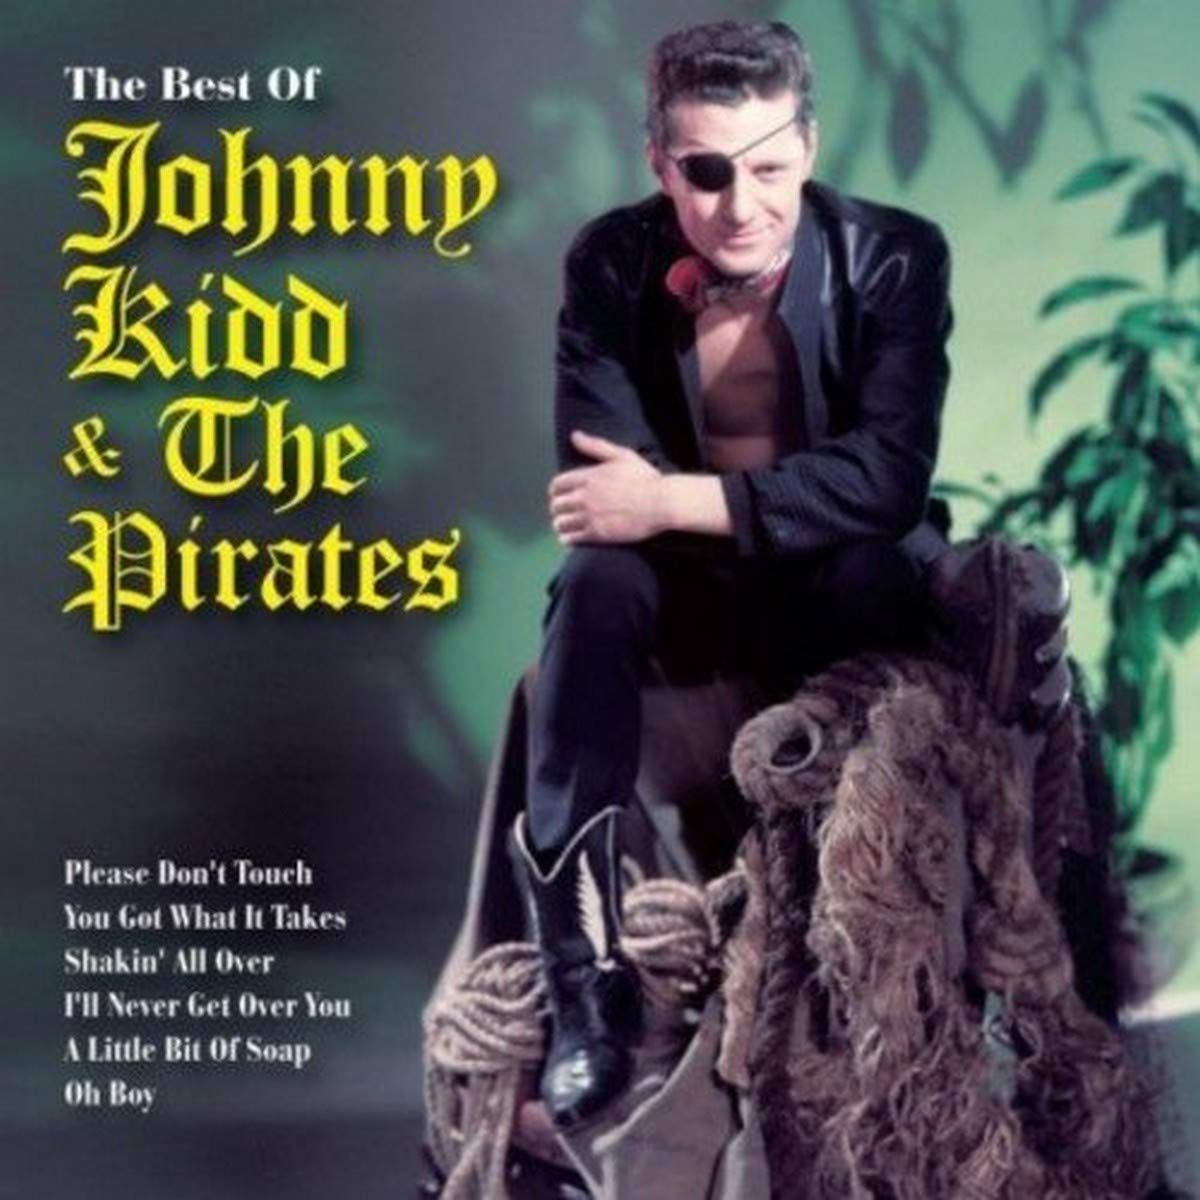 The Best Of
Johnny
Kidd
& The
Pirates
Please Don't Touch
You Got What It Takes
Shakin' All Over
I'll Never Get Over You
A Little Bit Of Soap
Oh Boy